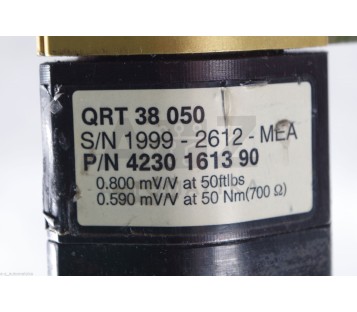 QRT 38 050
S/N 1999 - 2612 - MEA
P/N 4230 1613 90
0.800 mV/V at 50ftlbs
0.590 mV/V at 50 Nm(700 Ω)